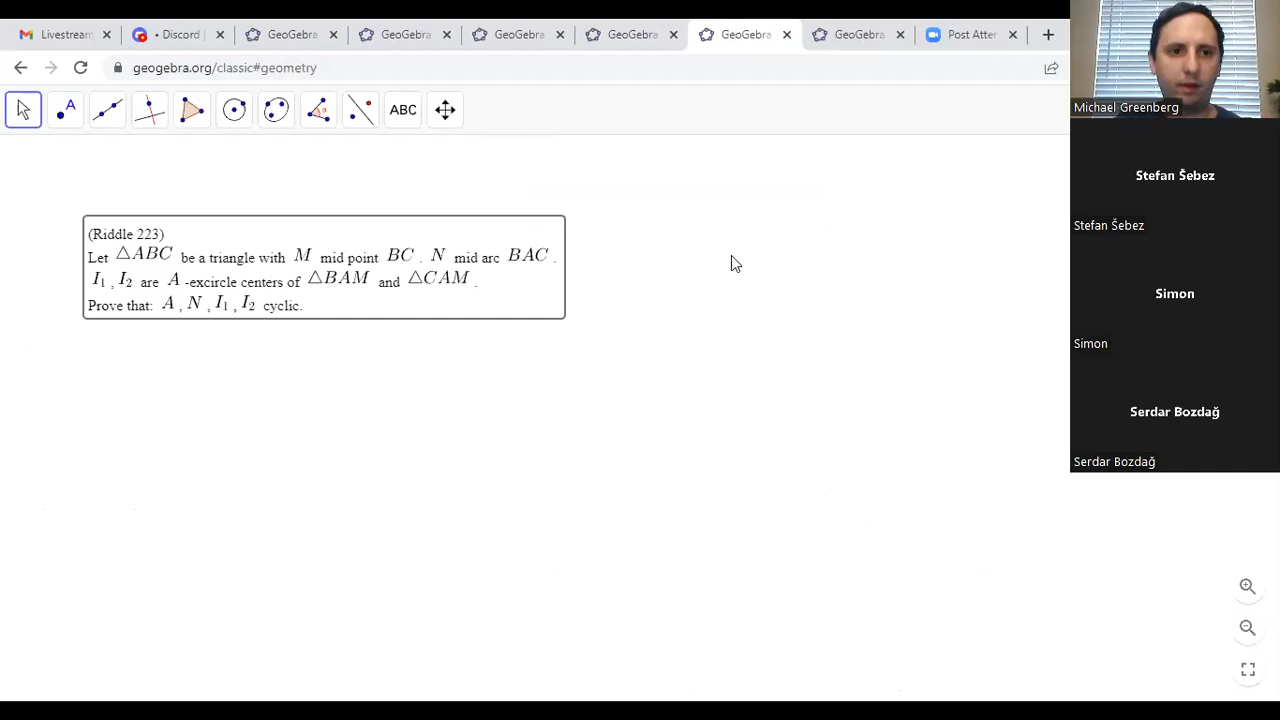 Livestream
• Discord |
GeoGebra
GeoGebra
GeoGebra
GeoGebra
GeoGebra
GeoGebra
Post Atter
geogebra.org/classic#geometry
A
ABC
Michael Greenberg
(Riddle 223)
Let △ABC be a triangle with M mid point BC . N mid arc BAC .
I₁ , I₂ are A -excircle centers of △BAM and △CAM .
Prove that: A , N , I₁ , I₂ cyclic.
Stefan Šebez
Stefan Šebez
Simon
Simon
Serdar Bozdağ
Serdar Bozdağ